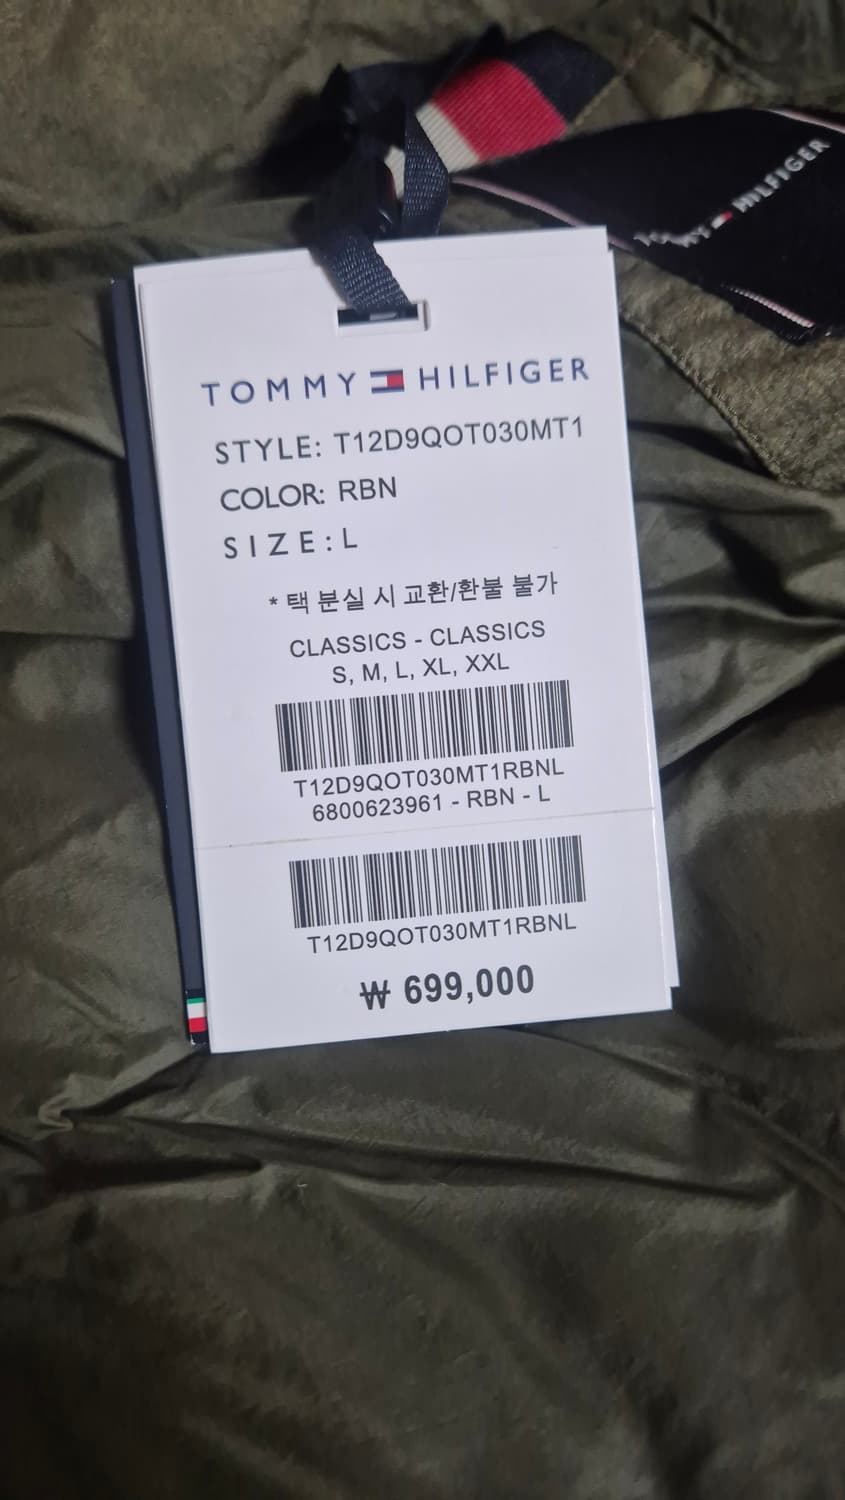 TOMMY HILFIGER
TOMMY HILFIGER
STYLE: T12D9QOT030MT1
COLOR: RBN
SIZE: L
* 택 분실 시 교환/환불 불가
CLASSICS - CLASSICS
S, M, L, XL, XXL
T12D9QOT030MT1RBNL
6800623961 - RBN - L
T12D9QOT030MT1RBNL
₩ 699,000